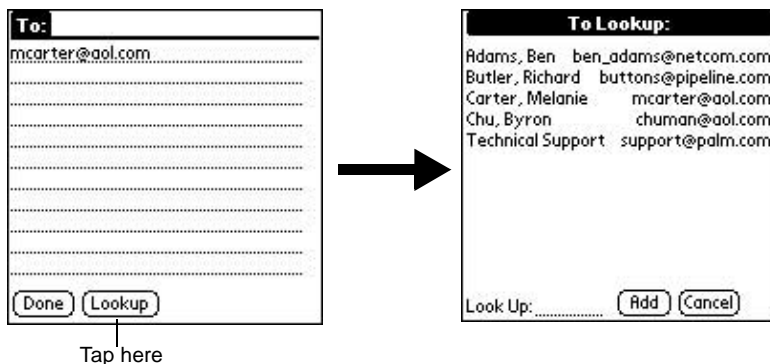 To:
mcarter@aol.com
Done Lookup
Tap here
To Lookup:
Adams, Ben ben_adams@netcom.com
Butler, Richard buttons@pipeline.com
Carter, Melanie mcarter@aol.com
Chu, Byron chuman@aol.com
Technical Support support@palm.com
Look Up: Add Cancel